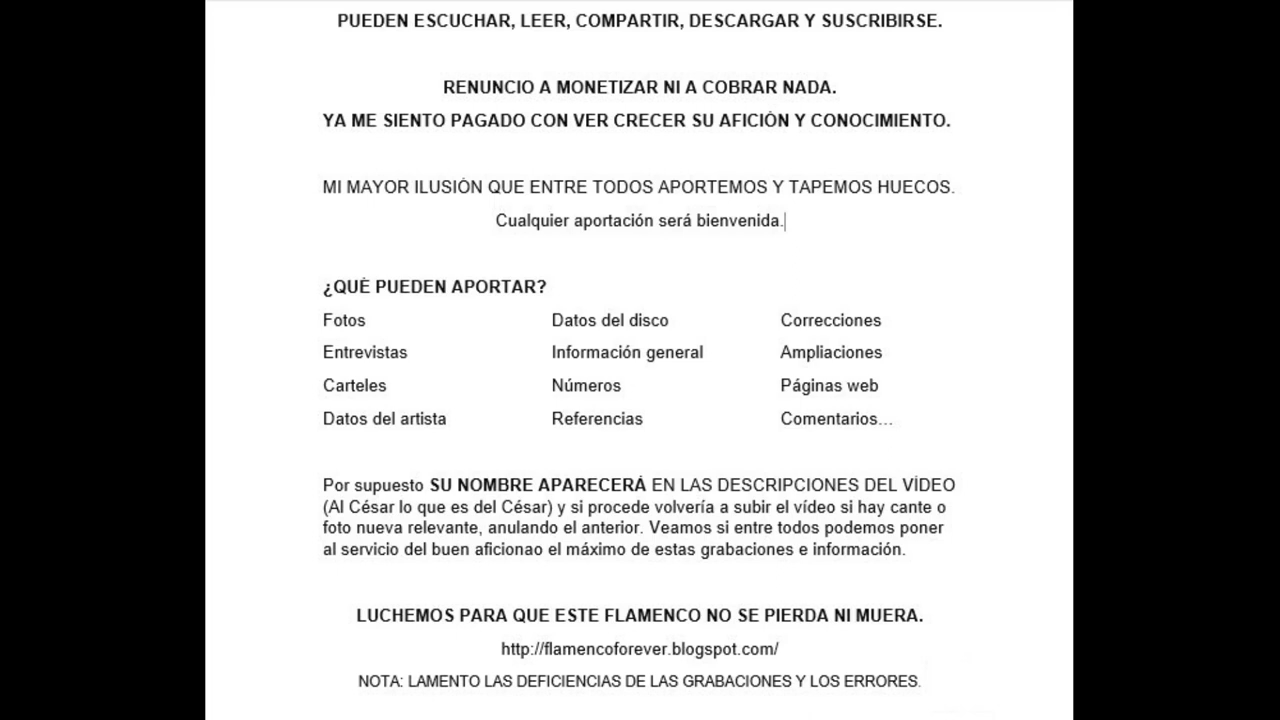 PUEDEN ESCUCHAR, LEER, COMPARTIR, DESCARGAR Y SUSCRIBIRSE.
RENUNCIO A MONETIZAR NI A COBRAR NADA.
YA ME SIENTO PAGADO CON VER CRECER SU AFICIÓN Y CONOCIMIENTO.
MI MAYOR ILUSIÓN QUE ENTRE TODOS APORTEMOS Y TAPEMOS HUECOS.
Cualquier aportación será bienvenida.
¿QUÉ PUEDEN APORTAR?
Fotos Datos del disco Correcciones
Entrevistas Información general Ampliaciones
Carteles Números Páginas web
Datos del artista Referencias Comentarios...
Por supuesto SU NOMBRE APARECERÁ EN LAS DESCRIPCIONES DEL VÍDEO
(Al César lo que es del César) y si procede volvería a subir el vídeo si hay cante o
foto nueva relevante, anulando el anterior. Veamos si entre todos podemos poner
al servicio del buen aficionao el máximo de estas grabaciones e información.
LUCHEMOS PARA QUE ESTE FLAMENCO NO SE PIERDA NI MUERA.
http://flamencoforever.blogspot.com/
NOTA: LAMENTO LAS DEFICIENCIAS DE LAS GRABACIONES Y LOS ERRORES.